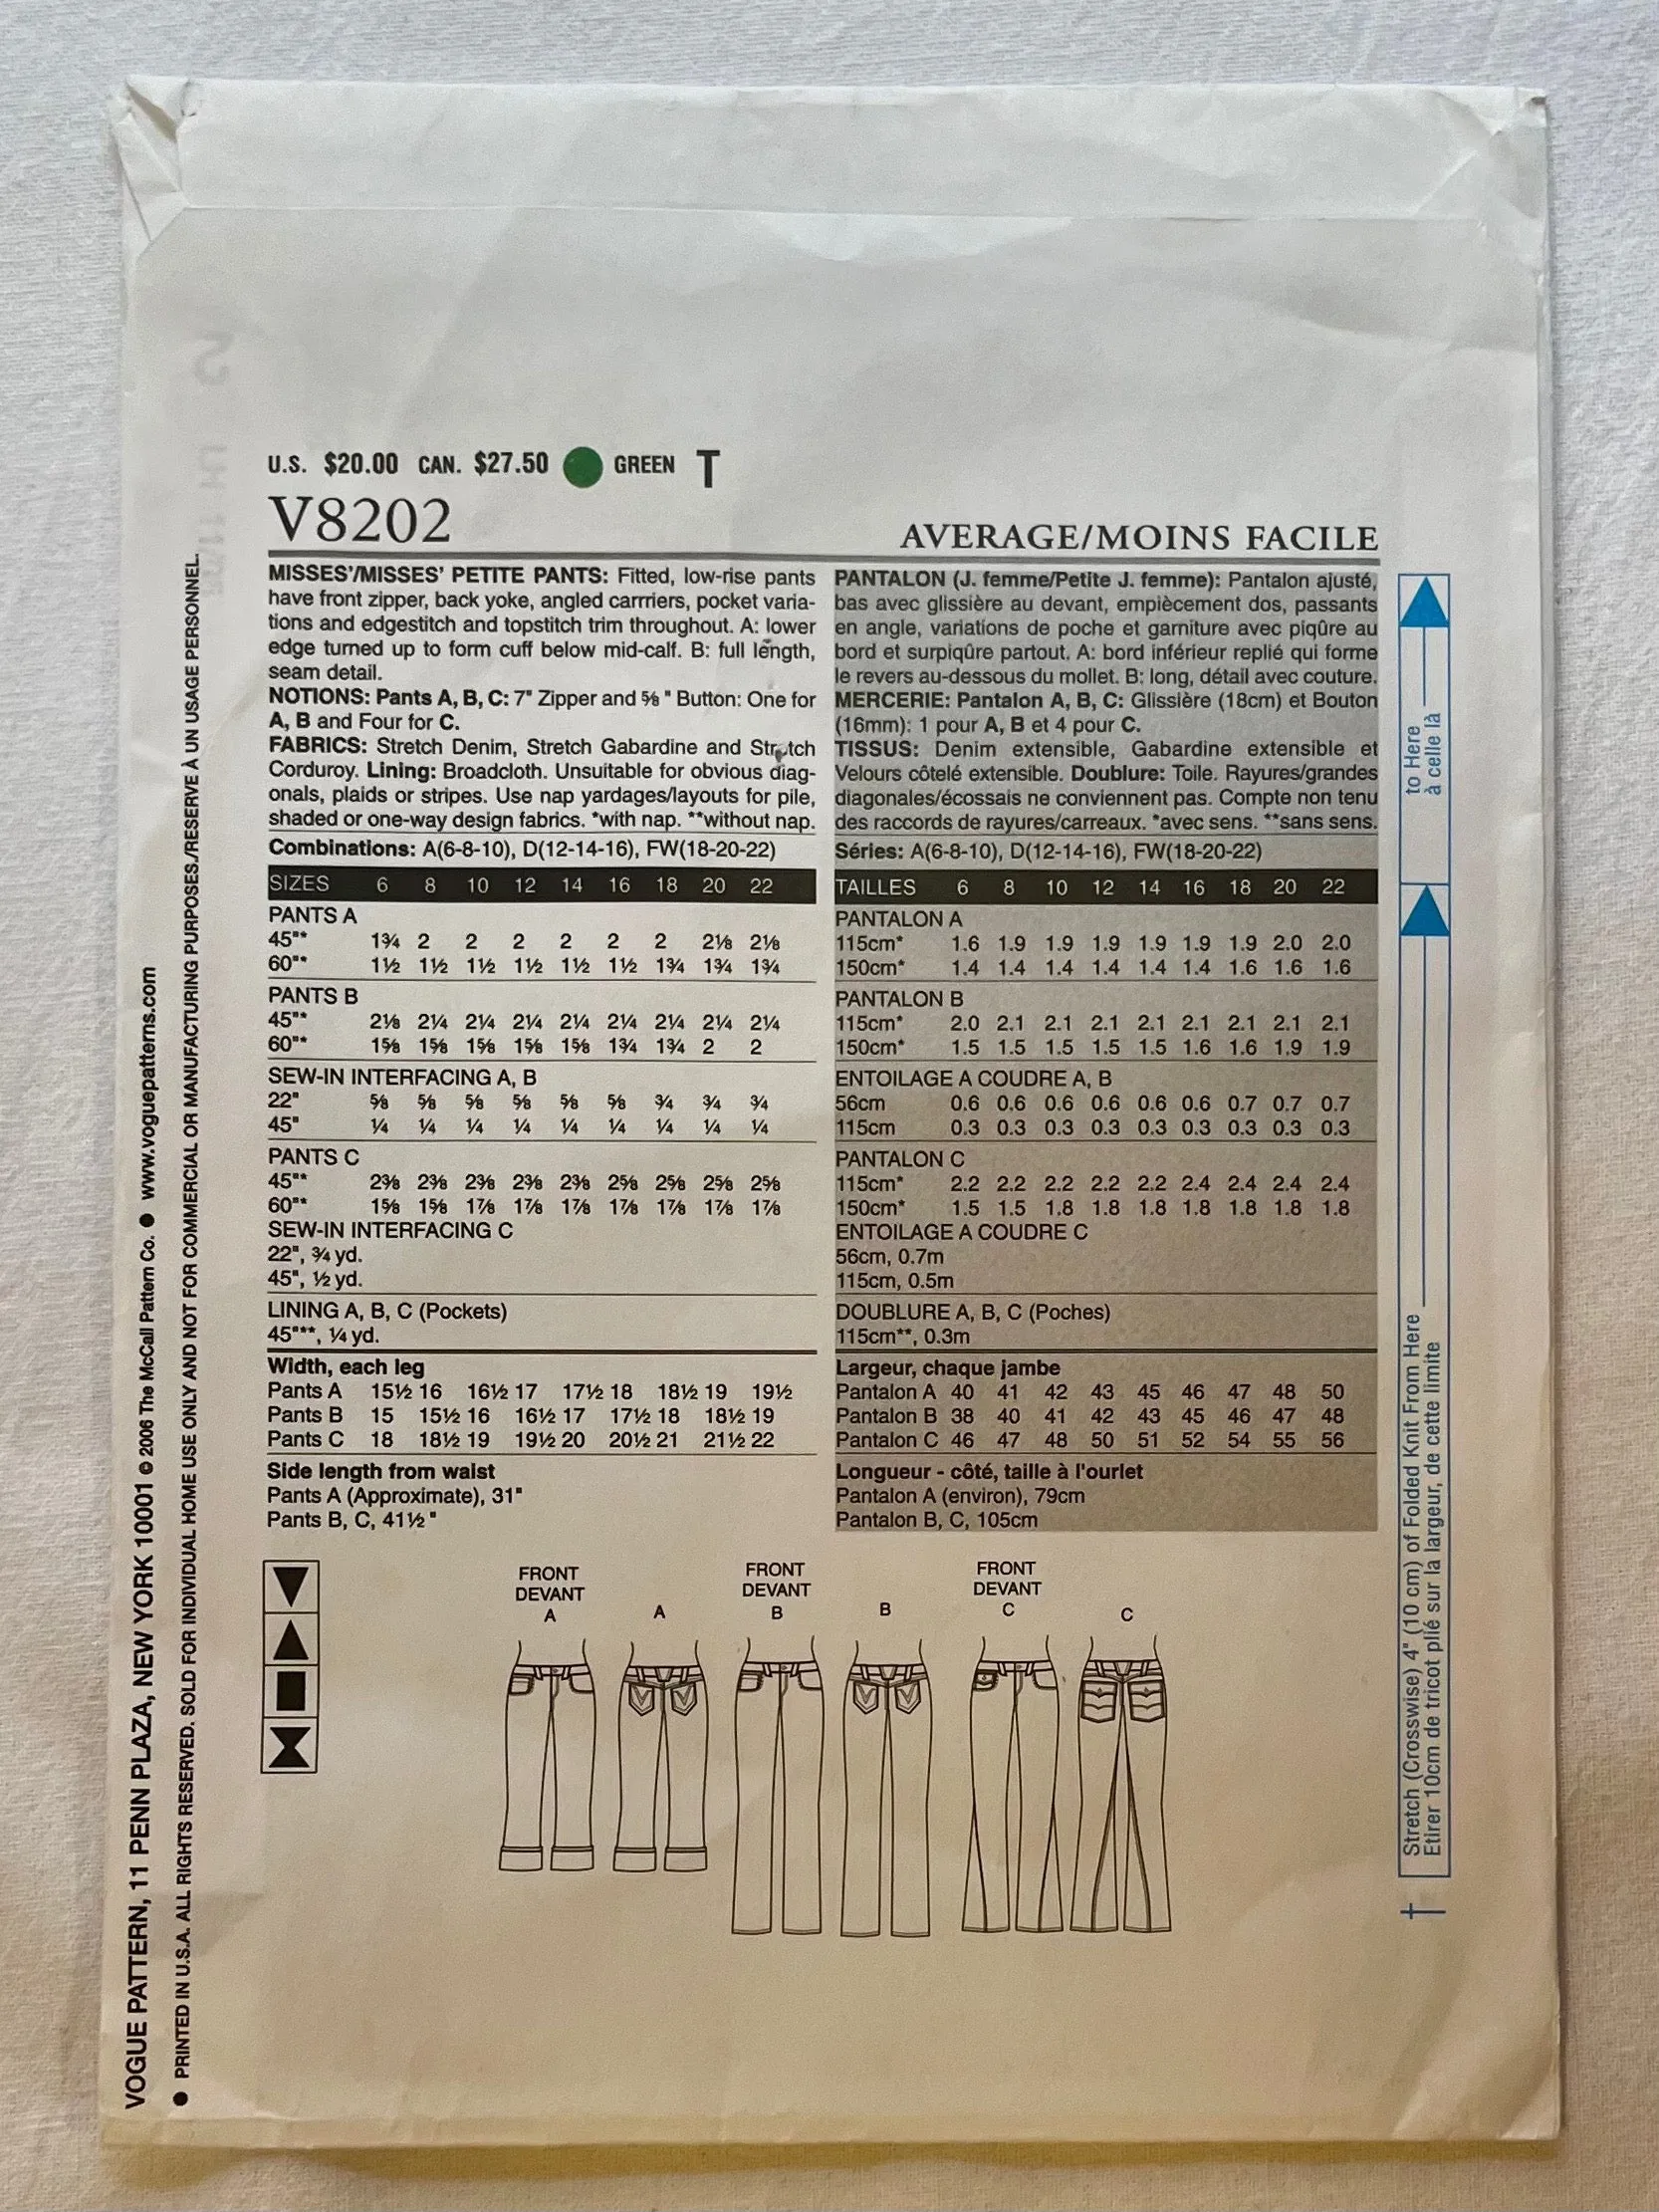 U.S. $20.00 CAN. $27.50 GREEN T
V8202
AVERAGE/MOINS FACILE
MISSES'/MISSES' PETITE PANTS: Fitted, low-rise pants
have front zipper, back yoke, angled carrriers, pocket varia-
tions and edgestitch and topstitch trim throughout. A: lower
edge turned up to form cuff below mid-calf. B: full length,
seam detail.
NOTIONS: Pants A, B, C: 7" Zipper and ⅝ " Button: One for
A, B and Four for C.
FABRICS: Stretch Denim, Stretch Gabardine and Stretch
Corduroy. Lining: Broadcloth. Unsuitable for obvious diag-
onals, plaids or stripes. Use nap yardages/layouts for pile,
shaded or one-way design fabrics. *with nap. **without nap.
Combinations: A(6-8-10), D(12-14-16), FW(18-20-22)
SIZES 6 8 10 12 14 16 18 20 22
PANTS A
45"* 1¾ 2 2 2 2 2 2 2⅛ 2⅛
60"* 1½ 1½ 1½ 1½ 1½ 1½ 1¾ 1¾ 1¾
PANTS B
45"* 2⅛ 2¼ 2¼ 2¼ 2¼ 2¼ 2¼ 2¼ 2¼
60"* 1⅝ 1⅝ 1⅝ 1⅝ 1⅝ 1¾ 1¾ 2 2
SEW-IN INTERFACING A, B
22" ⅝ ⅝ ⅝ ⅝ ⅝ ⅝ ¾ ¾ ¾
45" ¼ ¼ ¼ ¼ ¼ ¼ ¼ ¼ ¼
PANTS C
45"* 2⅜ 2⅜ 2⅜ 2⅜ 2⅜ 2⅝ 2⅝ 2⅝ 2⅝
60"* 1⅝ 1⅝ 1⅞ 1⅞ 1⅞ 1⅞ 1⅞ 1⅞ 1⅞
SEW-IN INTERFACING C
22", ¾ yd.
45", ½ yd.
LINING A, B, C (Pockets)
45"**, ¼ yd.
Width, each leg
Pants A 15½ 16 16½ 17 17½ 18 18½ 19 19½
Pants B 15 15½ 16 16½ 17 17½ 18 18½ 19
Pants C 18 18½ 19 19½ 20 20½ 21 21½ 22
Side length from waist
Pants A (Approximate), 31"
Pants B, C, 41½ "
PANTALON (J. femme/Petite J. femme): Pantalon ajusté,
bas avec glissière au devant, empiècement dos, passants
en angle, variations de poche et garniture avec piqûre au
bord et surpiqûre partout. A: bord inférieur replié qui forme
le revers au-dessous du mollet. B: long, détail avec couture.
MERCERIE: Pantalon A, B, C: Glissière (18cm) et Bouton
(16mm): 1 pour A, B et 4 pour C.
TISSUS: Denim extensible, Gabardine extensible et
Velours côtelé extensible. Doublure: Toile. Rayures/grandes
diagonales/écossais ne conviennent pas. Compte non tenu
des raccords de rayures/carreaux. *avec sens. **sans sens.
Séries: A(6-8-10), D(12-14-16), FW(18-20-22)
TAILLES 6 8 10 12 14 16 18 20 22
PANTALON A
115cm* 1.6 1.9 1.9 1.9 1.9 1.9 1.9 2.0 2.0
150cm* 1.4 1.4 1.4 1.4 1.4 1.4 1.6 1.6 1.6
PANTALON B
115cm* 2.0 2.1 2.1 2.1 2.1 2.1 2.1 2.1 2.1
150cm* 1.5 1.5 1.5 1.5 1.5 1.6 1.6 1.9 1.9
ENTOILAGE A COUDRE A, B
56cm 0.6 0.6 0.6 0.6 0.6 0.6 0.7 0.7 0.7
115cm 0.3 0.3 0.3 0.3 0.3 0.3 0.3 0.3 0.3
PANTALON C
115cm* 2.2 2.2 2.2 2.2 2.2 2.4 2.4 2.4 2.4
150cm* 1.5 1.5 1.8 1.8 1.8 1.8 1.8 1.8 1.8
ENTOILAGE A COUDRE C
56cm, 0.7m
115cm, 0.5m
DOUBLURE A, B, C (Poches)
115cm**, 0.3m
Largeur, chaque jambe
Pantalon A 40 41 42 43 45 46 47 48 50
Pantalon B 38 40 41 42 43 45 46 47 48
Pantalon C 46 47 48 50 51 52 54 55 56
Longueur - côté, taille à l'ourlet
Pantalon A (environ), 79cm
Pantalon B, C, 105cm
FRONT
DEVANT
A
A
FRONT
DEVANT
B
B
FRONT
DEVANT
C
C
VOGUE PATTERN, 11 PENN PLAZA, NEW YORK 10001 © 2006 The McCall Pattern Co. ● www.voguepatterns.com
● PRINTED IN U.S.A. ALL RIGHTS RESERVED. SOLD FOR INDIVIDUAL HOME USE ONLY AND NOT FOR COMMERCIAL OR MANUFACTURING PURPOSES./RESERVE À UN USAGE PERSONNEL.
† Stretch (Crosswise) 4" (10 cm) of Folded Knit From Here
Etirer 10cm de tricot plié sur la largeur, de cette limite
to Here
à celle là